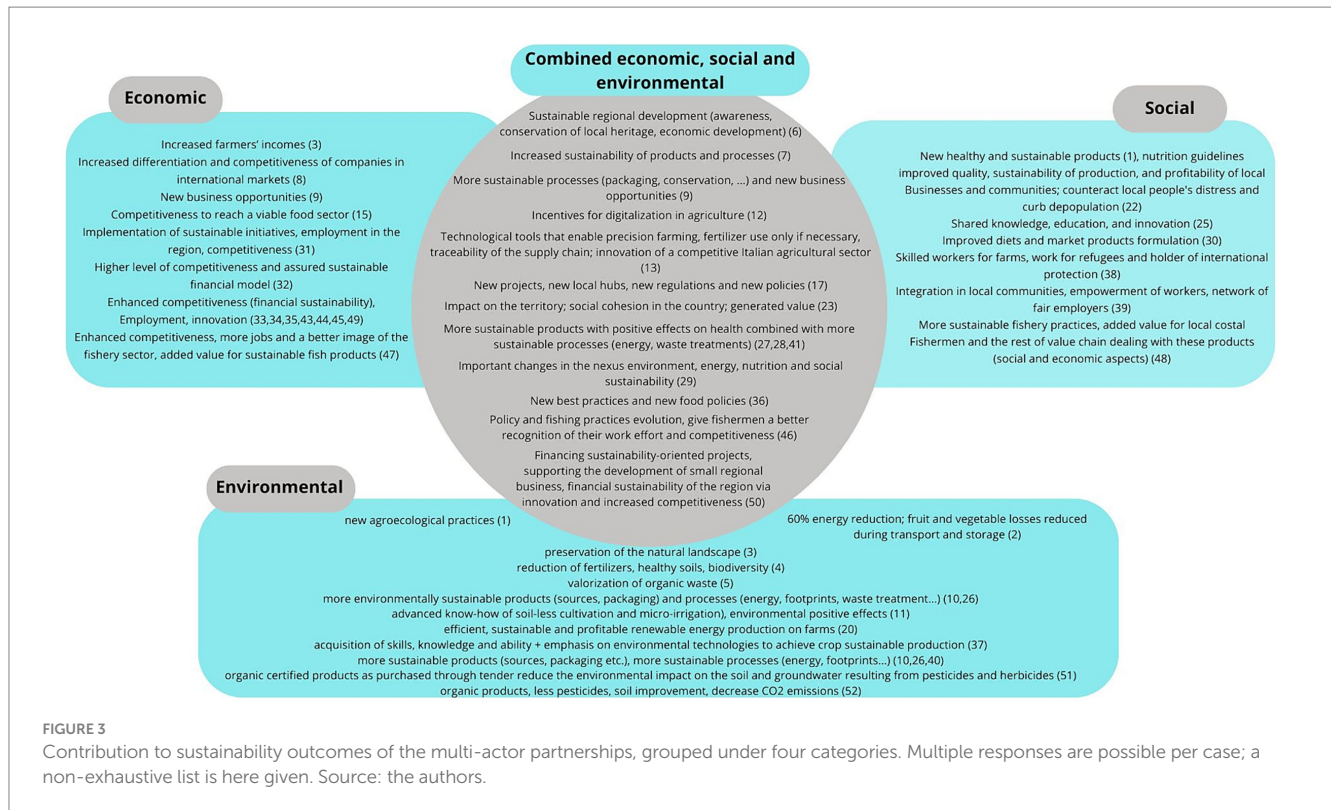 Combined economic, social and
environmental
Economic
Increased farmers' incomes (3)
Increased differentiation and competitiveness of companies in
international markets (8)
New business opportunities (9)
Competitiveness to reach a viable food sector (15)
Implementation of sustainable initiatives, employment in the
region, competitiveness (31)
Higher level of competitiveness and assured sustainable
financial model (32)
Enhanced competitiveness (financial sustainability),
Employment, innovation (33,34,35,43,44,45,49)
Enhanced competitiveness, more jobs and a better image of the
fishery sector, added value for sustainable fish products (47)
Sustainable regional development (awareness,
conservation of local heritage, economic development) (6)
Increased sustainability of products and processes (7)
More sustainable processes (packaging, conservation, ...) and new business
opportunities (9)
Incentives for digitalization in agriculture (12)
Technological tools that enable precision farming, fertilizer use only if necessary,
traceability of the supply chain; innovation of a competitive Italian agricultural sector
(13)
New projects, new local hubs, new regulations and new policies (17)
Impact on the territory; social cohesion in the country; generated value (23)
More sustainable products with positive effects on health combined with more
sustainable processes (energy, waste treatments) (27,28,41)
Important changes in the nexus environment, energy, nutrition and social
sustainability (29)
New best practices and new food policies (36)
Policy and fishing practices evolution, give fishermen a better
recognition of their work effort and competitiveness (46)
Financing sustainability-oriented projects,
supporting the development of small regional
business, financial sustainability of the region via
innovation and increased competitiveness (50)
Social
New healthy and sustainable products (1), nutrition guidelines
improved quality, sustainability of production, and profitability of local
Businesses and communities; counteract local people's distress and
curb depopulation (22)
Shared knowledge, education, and innovation (25)
Improved diets and market products formulation (30)
Skilled workers for farms, work for refugees and holder of international
protection (38)
Integration in local communities, empowerment of workers, network of
fair employers (39)
More sustainable fishery practices, added value for local costal
Fishermen and the rest of value chain dealing with these products
(social and economic aspects) (48)
Environmental
new agroecological practices (1)
60% energy reduction; fruit and vegetable losses reduced
during transport and storage (2)
preservation of the natural landscape (3)
reduction of fertilizers, healthy soils, biodiversity (4)
valorization of organic waste (5)
more environmentally sustainable products (sources, packaging) and processes (energy, footprints, waste treatment...) (10,26)
advanced know-how of soil-less cultivation and micro-irrigation), environmental positive effects (11)
efficient, sustainable and profitable renewable energy production on farms (20)
acquisition of skills, knowledge and ability + emphasis on environmental technologies to achieve crop sustainable production (37)
more sustainable products (sources, packaging etc.), more sustainable processes (energy, footprints...) (10,26,40)
organic certified products as purchased through tender reduce the environmental impact on the soil and groundwater resulting from pesticides and herbicides (51)
organic products, less pesticides, soil improvement, decrease CO2 emissions (52)
FIGURE 3
Contribution to sustainability outcomes of the multi-actor partnerships, grouped under four categories. Multiple responses are possible per case; a
non-exhaustive list is here given. Source: the authors.